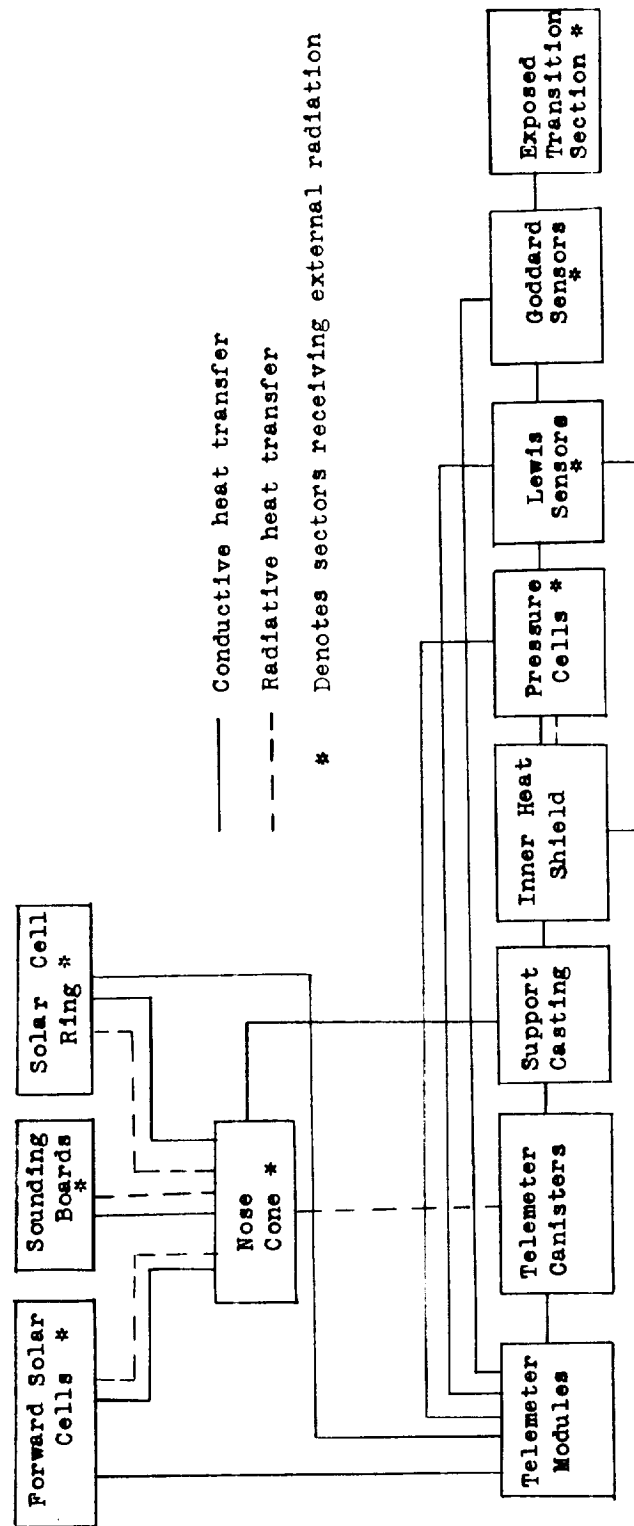 Forward Solar
Cells *
Sounding
Boards
*
Solar Cell
Ring *
Nose
Cone *
Conductive heat transfer
Radiative heat transfer
* Denotes sectors receiving external radiation
Telemeter
Modules
Telemeter
Canisters
Support
Casting
Inner Heat
Shield
Pressure
Cells *
Lewis
Sensors
*
Goddard
Sensors
*
Exposed
Transition
Section *